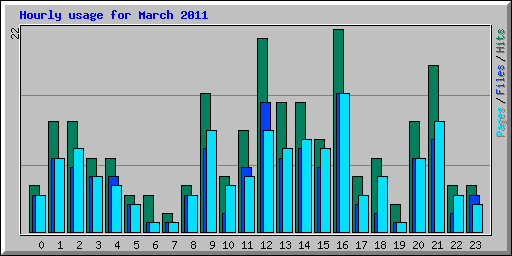 Hourly usage for March 2011
22
Pages / Files / Hits
0 1 2 3 4 5 6 7 8 9 10 11 12 13 14 15 16 17 18 19 20 21 22 23